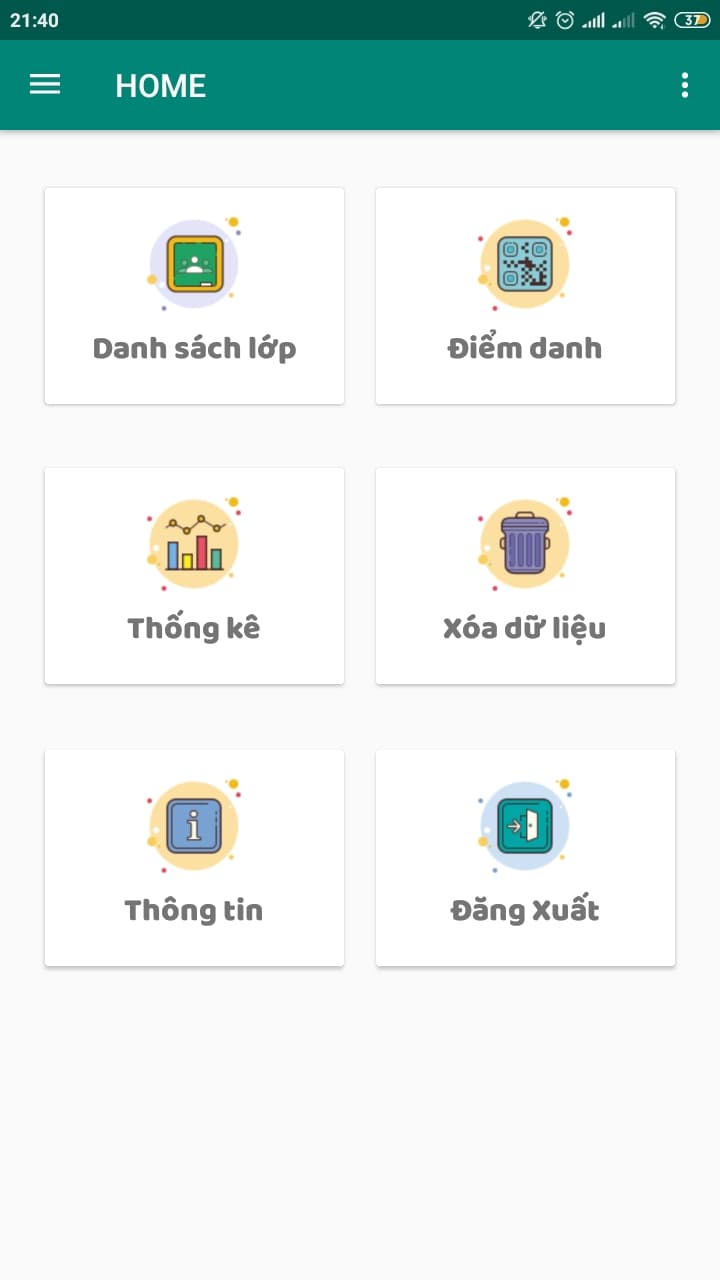 21:40
37
HOME
Danh sách lớp
Điểm danh
Thống kê
Xóa dữ liệu
Thông tin
Đăng Xuất